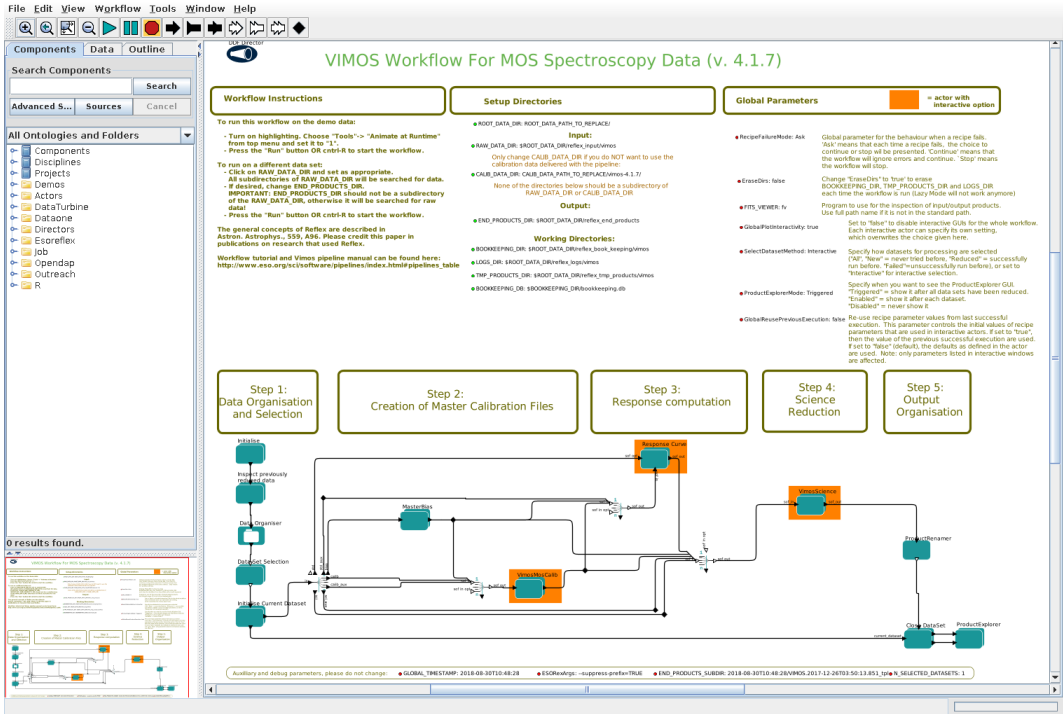 File Edit View Workflow Tools Window Help
Components Data Outline
Search Components
Search
Advanced S... Sources Cancel
All Ontologies and Folders
Components
Disciplines
Projects
Demos
Actors
DataTurbine
Dataone
Directors
Esoreflex
Job
Opendap
Outreach
R
0 results found.
DDF Director
VIMOS Workflow For MOS Spectroscopy Data (v. 4.1.7)
Workflow Instructions
To run this workflow on the demo data:
- Turn on highlighting. Choose "Tools"-> "Animate at Runtime"
from top menu and set it to "1".
- Press the "Run" button OR cntrl-R to start the workflow.
To run on a different data set:
- Click on RAW_DATA_DIR and set as appropriate.
All subdirectories of RAW_DATA_DIR will be searched for data.
- If desired, change END_PRODUCTS_DIR.
IMPORTANT: END_PRODUCTS_DIR should not be a subdirectory
of the RAW_DATA_DIR, otherwise it will be searched for raw
data!
- Press the "Run" button OR cntrl-R to start the workflow.
The general concepts of Reflex are described in
Astron. Astrophys., 559, A96. Please credit this paper in
publications on research that used Reflex.
Workflow tutorial and Vimos pipeline manual can be found here:
http://www.eso.org/sci/software/pipelines/index.html#pipelines_table
Setup Directories
ROOT_DATA_DIR: ROOT_DATA_PATH_TO_REPLACE/
Input:
RAW_DATA_DIR: $ROOT_DATA_DIR/reflex_input/vimos
Only change CALIB_DATA_DIR if you do NOT want to use the
calibration data delivered with the pipeline:
CALIB_DATA_DIR: CALIB_DATA_PATH_TO_REPLACE/vimos-4.1.7/
None of the directories below should be a subdirectory of
RAW_DATA_DIR or CALIB_DATA_DIR
Output:
END_PRODUCTS_DIR: $ROOT_DATA_DIR/reflex_end_products
Working Directories:
BOOKKEEPING_DIR: $ROOT_DATA_DIR/reflex_book_keeping/vimos
LOGS_DIR: $ROOT_DATA_DIR/reflex_logs/vimos
TMP_PRODUCTS_DIR: $ROOT_DATA_DIR/reflex_tmp_products/vimos
BOOKKEEPING_DB: $BOOKKEEPING_DIR/bookkeeping.db
Global Parameters
= actor with
interactive option
RecipeFailureMode: Ask
Global parameter for the behaviour when a recipe fails.
'Ask' means that each time a recipe fails, the choice to
continue or stop wil be presented. 'Continue' means that
the workflow will ignore errors and continue. 'Stop' means
the workflow will stop.
EraseDirs: false
Change "EraseDirs" to 'true' to erase
BOOKKEEPING_DIR, TMP_PRODUCTS_DIR and LOGS_DIR
each time the workflow is run (Lazy Mode will not work anymore)
FITS_VIEWER: fv
Program to use for the inspection of input/output products.
Use full path name if it is not in the standard path.
GlobalPlotInteractivity: true
Set to "false" to disable interactive GUIs for the whole workflow.
Each interactive actor can specify its own setting,
which overwrites the choice given here.
SelectDatasetMethod: Interactive
Specify how datasets for processing are selected
("All", "New" = never tried before, "Reduced" = successfully
run before. "Failed"=unsuccessfully run before), or set to
"Interactive" for interactive selection.
ProductExplorerMode: Triggered
Specify when you want to see the ProductExplorer GUI.
"Triggered" = show it after all data sets have been reduced.
"Enabled" = show it after each dataset.
"Disabled" = never show it
GlobalReusePreviousExecution: false
Re-use recipe parameter values from last successful
execution. This parameter controls the initial values of recipe
parameters that are used in interactive actors. If set to "true",
then the value of the previous successful execution are used.
If set to "false" (default), the defaults as defined in the actor
are used. Note: only parameters listed in interactive windows
are affected.
Step 1:
Data Organisation
and Selection
Step 2:
Creation of Master Calibration Files
Step 3:
Response computation
Step 4:
Science
Reduction
Step 5:
Output
Organisation
Initialise
Inspect previously
reduced data
Data Organiser
DataSet Selection
Initialise Current Dataset
MasterBias
VimosMosCalib
Response Curve
VimosScience
ProductRenamer
Close DataSet
ProductExplorer
current_dataset
Auxiliary and debug parameters, please do not change:
GLOBAL_TIMESTAMP: 2018-08-30T10:48:28
ESORexArgs: --suppress-prefix=TRUE
END_PRODUCTS_SUBDIR: 2018-08-30T10:48:28/VIMOS.2017-12-26T03:50:13.851_tpl
N_SELECTED_DATASETS: 1